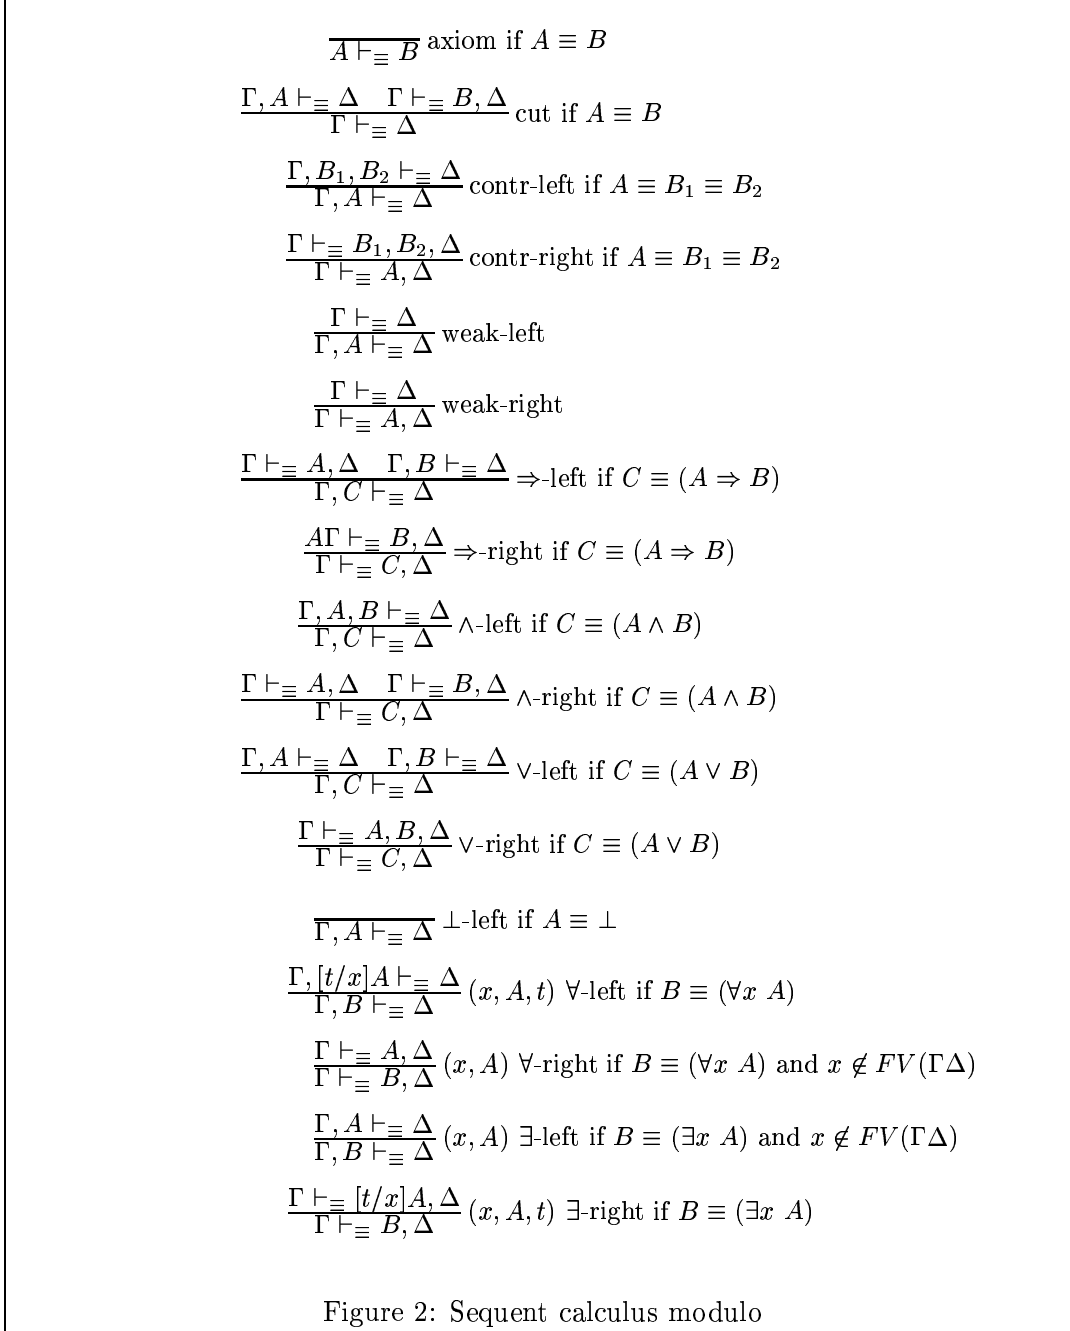 A ⊢≡ B axiom if A ≡ B
Γ, A ⊢≡ Δ Γ ⊢≡ B, Δ
Γ ⊢≡ Δ cut if A ≡ B
Γ, B₁, B₂ ⊢≡ Δ
Γ, A ⊢≡ Δ contr-left if A ≡ B₁ ≡ B₂
Γ ⊢≡ B₁, B₂, Δ
Γ ⊢≡ A, Δ contr-right if A ≡ B₁ ≡ B₂
Γ ⊢≡ Δ
Γ, A ⊢≡ Δ weak-left
Γ ⊢≡ Δ
Γ ⊢≡ A, Δ weak-right
Γ ⊢≡ A, Δ Γ, B ⊢≡ Δ
Γ, C ⊢≡ Δ ⇒-left if C ≡ (A ⇒ B)
AΓ ⊢≡ B, Δ
Γ ⊢≡ C, Δ ⇒-right if C ≡ (A ⇒ B)
Γ, A, B ⊢≡ Δ
Γ, C ⊢≡ Δ ∧-left if C ≡ (A ∧ B)
Γ ⊢≡ A, Δ Γ ⊢≡ B, Δ
Γ ⊢≡ C, Δ ∧-right if C ≡ (A ∧ B)
Γ, A ⊢≡ Δ Γ, B ⊢≡ Δ
Γ, C ⊢≡ Δ ∨-left if C ≡ (A ∨ B)
Γ ⊢≡ A, B, Δ
Γ ⊢≡ C, Δ ∨-right if C ≡ (A ∨ B)
Γ, A ⊢≡ Δ ⊥-left if A ≡ ⊥
Γ, [t/x]A ⊢≡ Δ
Γ, B ⊢≡ Δ (x, A, t) ∀-left if B ≡ (∀x A)
Γ ⊢≡ A, Δ
Γ ⊢≡ B, Δ (x, A) ∀-right if B ≡ (∀x A) and x ∉ FV(ΓΔ)
Γ, A ⊢≡ Δ
Γ, B ⊢≡ Δ (x, A) ∃-left if B ≡ (∃x A) and x ∉ FV(ΓΔ)
Γ ⊢≡ [t/x]A, Δ
Γ ⊢≡ B, Δ (x, A, t) ∃-right if B ≡ (∃x A)
Figure 2: Sequent calculus modulo